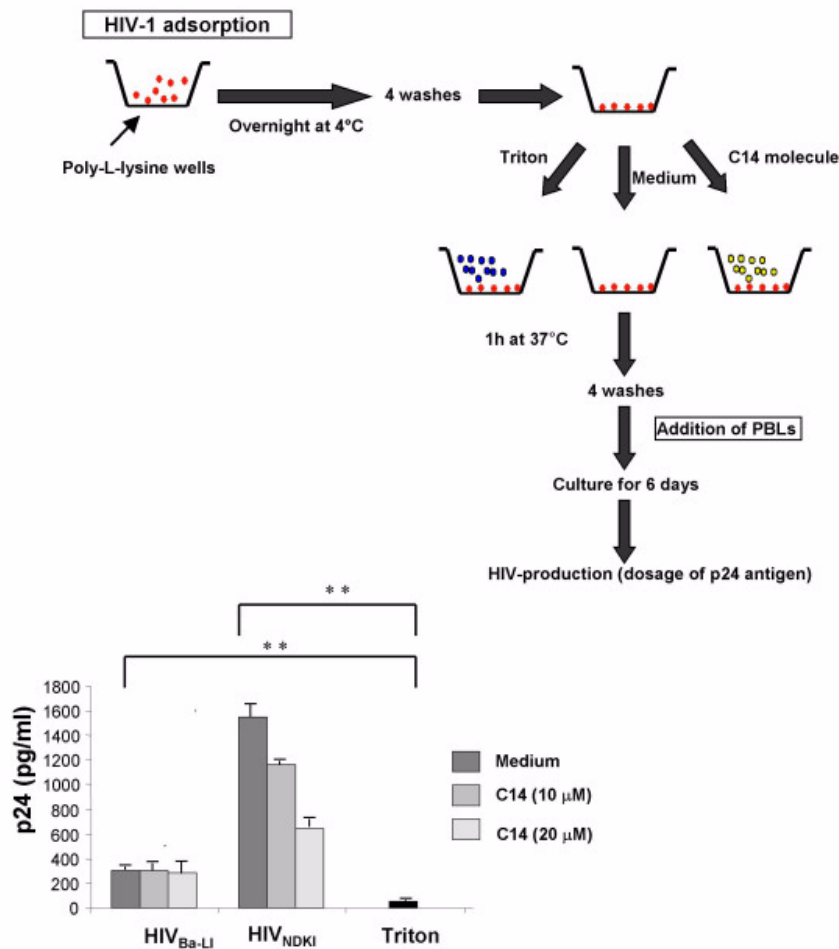 HIV-1 adsorption
4 washes
Overnight at 4°C
Poly-L-lysine wells
Triton
Medium
C14 molecule
1h at 37°C
4 washes
Addition of PBLs
Culture for 6 days
HIV-production (dosage of p24 antigen)
**
**
p24 (pg/ml)
1800
1600
1400
1200
1000
800
600
400
200
0
Medium
C14 (10 µM)
C14 (20 µM)
HIVBa-LI
HIVNDKI
Triton